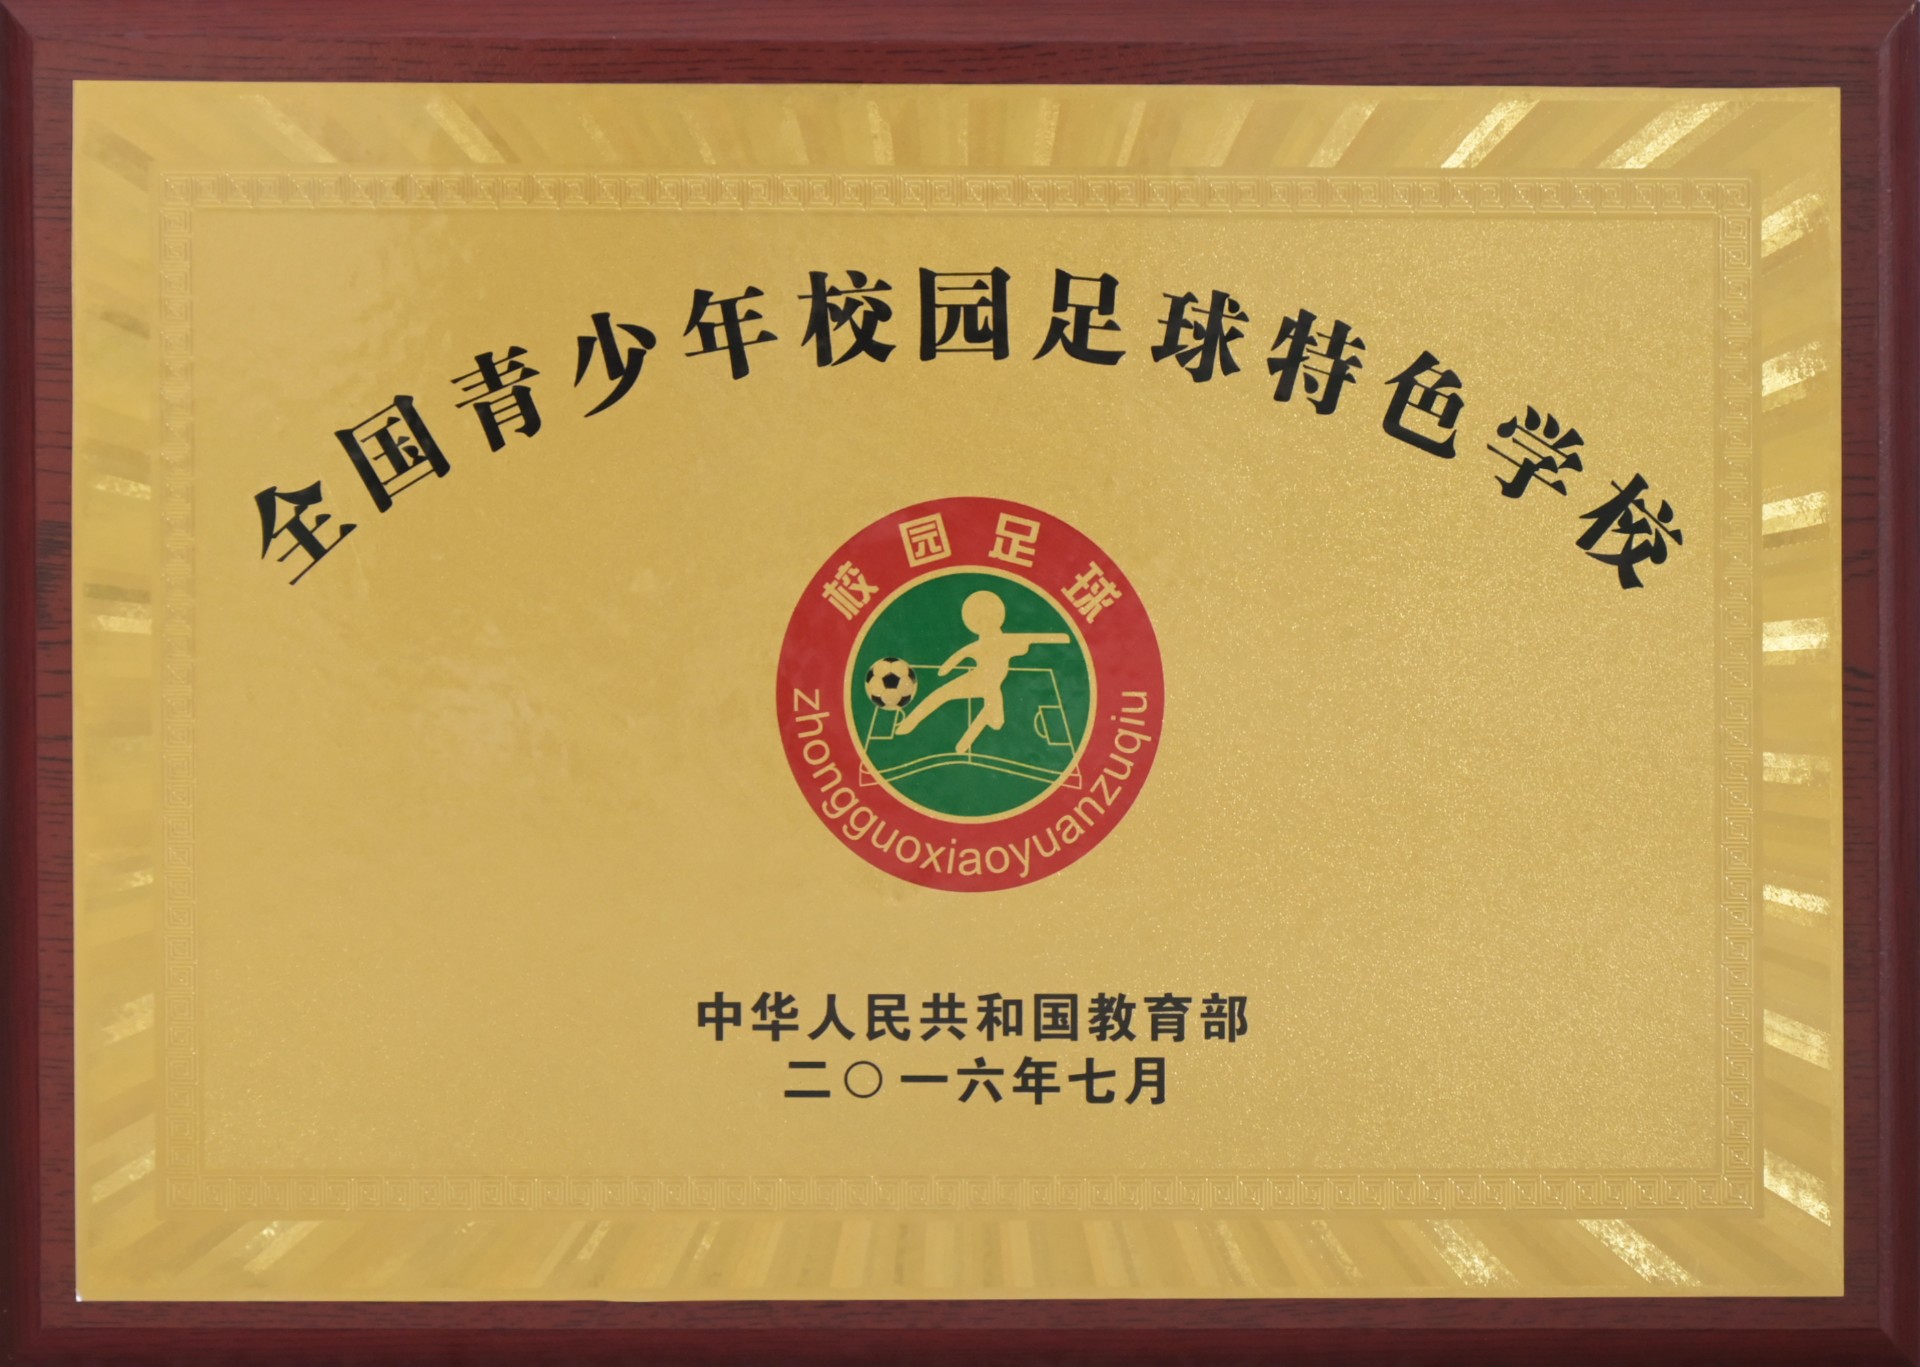 全国青少年校园足球特色学校
校园足球
zhongguoxiaoyuanzuqiu
中华人民共和国教育部
二〇一六年七月